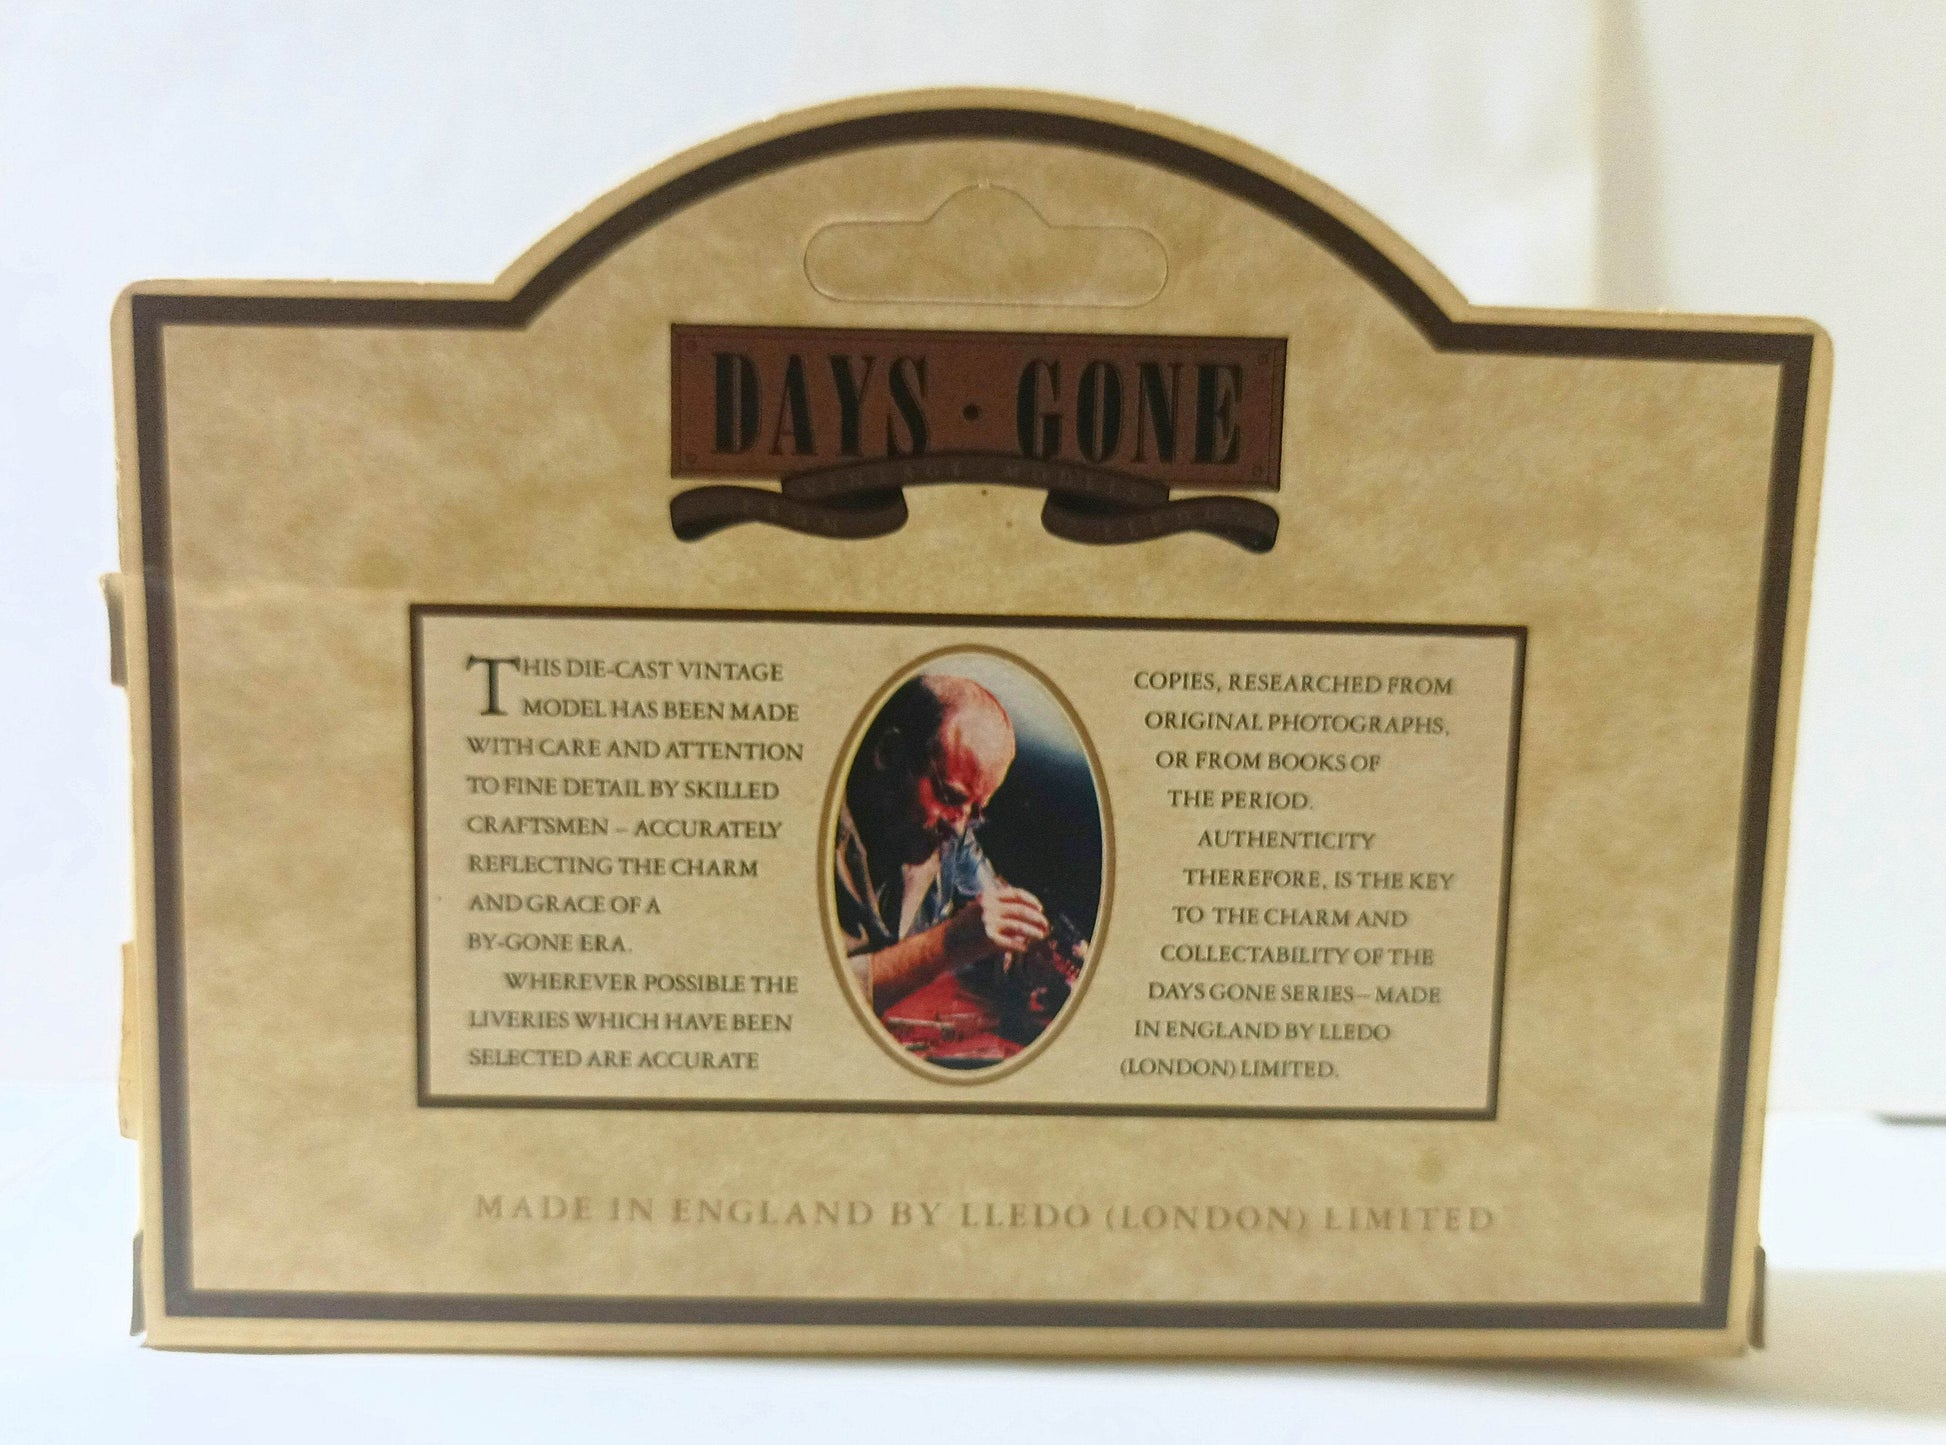 DAYS · GONE
VINTAGE MODELS
FROM
THIS DIE-CAST VINTAGE
MODEL HAS BEEN MADE
WITH CARE AND ATTENTION
TO FINE DETAIL BY SKILLED
CRAFTSMEN – ACCURATELY
REFLECTING THE CHARM
AND GRACE OF A
BY-GONE ERA.
WHEREVER POSSIBLE THE
LIVERIES WHICH HAVE BEEN
SELECTED ARE ACCURATE
COPIES, RESEARCHED FROM
ORIGINAL PHOTOGRAPHS,
OR FROM BOOKS OF
THE PERIOD.
AUTHENTICITY
THEREFORE, IS THE KEY
TO THE CHARM AND
COLLECTABILITY OF THE
DAYS GONE SERIES – MADE
IN ENGLAND BY LLEDO
(LONDON) LIMITED.
MADE IN ENGLAND BY LLEDO (LONDON) LIMITED